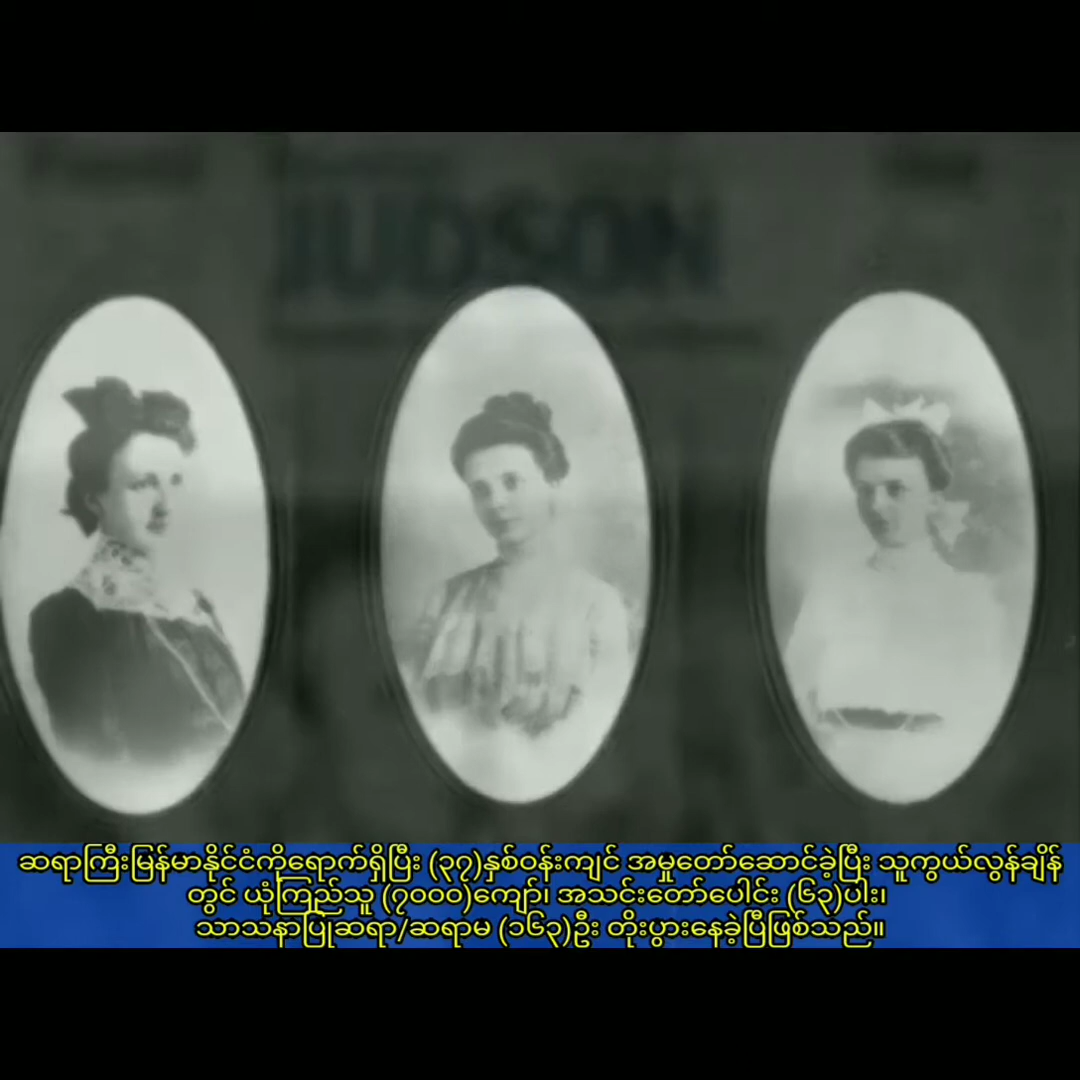 JUDSON
ဆရာကြီးမြန်မာနိုင်ငံကိုရောက်ရှိပြီး (၃၇)နှစ်ဝန်းကျင် အမှုတော်ဆောင်ခဲ့ပြီး သူကွယ်လွန်ချိန်
တွင် ယုံကြည်သူ (၇၀၀၀)ကျော်၊ အသင်းတော်ပေါင်း (၆၃)ပါး၊
သာသနာပြုဆရာ/ဆရာမ (၁၆၃)ဦး တိုးပွားနေခဲ့ပြီဖြစ်သည်။